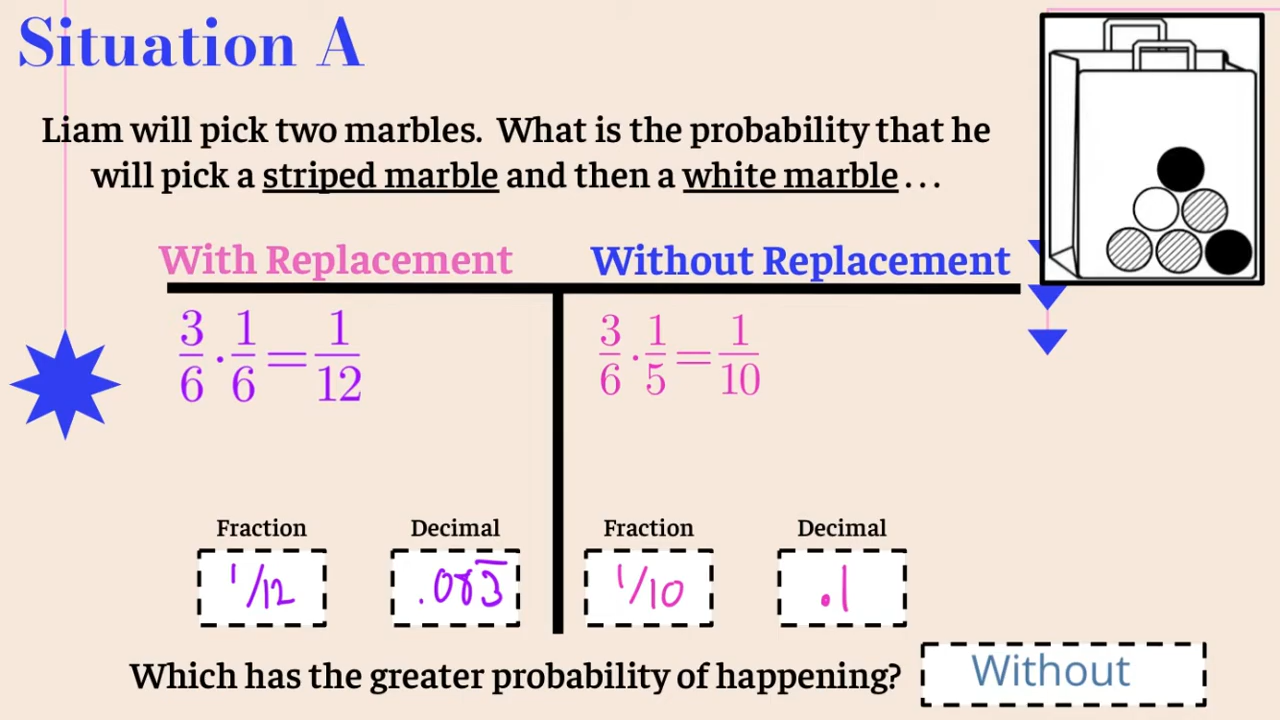 Situation A
Liam will pick two marbles. What is the probability that he
will pick a striped marble and then a white marble...
With Replacement
Without Replacement
3/6 · 1/6 = 1/12
3/6 · 1/5 = 1/10
Fraction
Decimal
Fraction
Decimal
1/12
.083̅
1/10
.1
Which has the greater probability of happening?
Without